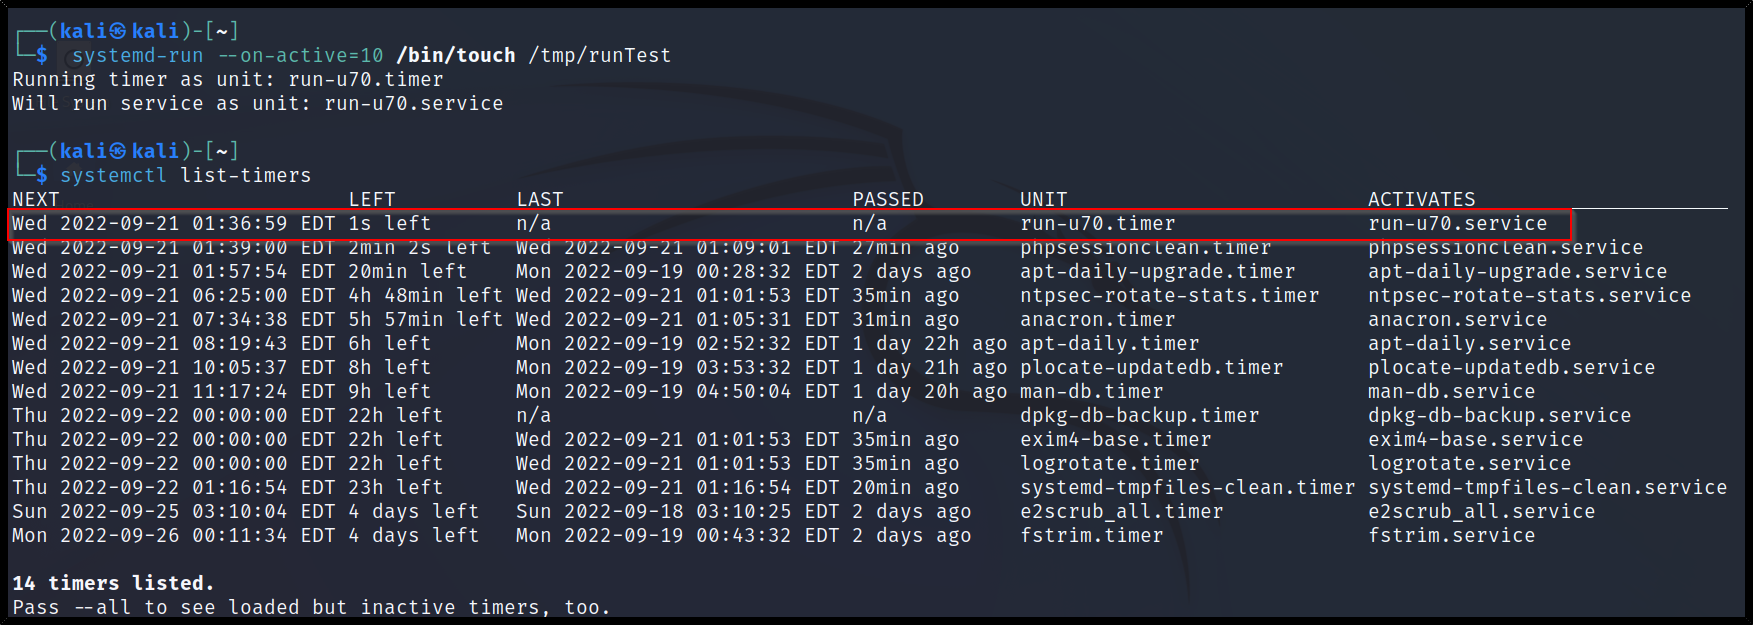 ┌──(kali㉿kali)-[~]
└─$ systemd-run --on-active=10 /bin/touch /tmp/runTest
Running timer as unit: run-u70.timer
Will run service as unit: run-u70.service
┌──(kali㉿kali)-[~]
└─$ systemctl list-timers
NEXT LEFT LAST PASSED UNIT ACTIVATES
Wed 2022-09-21 01:36:59 EDT 1s left n/a n/a run-u70.timer run-u70.service
Wed 2022-09-21 01:39:00 EDT 2min 2s left Wed 2022-09-21 01:09:01 EDT 27min ago phpsessionclean.timer phpsessionclean.service
Wed 2022-09-21 01:57:54 EDT 20min left Mon 2022-09-19 00:28:32 EDT 2 days ago apt-daily-upgrade.timer apt-daily-upgrade.service
Wed 2022-09-21 06:25:00 EDT 4h 48min left Wed 2022-09-21 01:01:53 EDT 35min ago ntpsec-rotate-stats.timer ntpsec-rotate-stats.service
Wed 2022-09-21 07:34:38 EDT 5h 57min left Wed 2022-09-21 01:05:31 EDT 31min ago anacron.timer anacron.service
Wed 2022-09-21 08:19:43 EDT 6h left Mon 2022-09-19 02:52:32 EDT 1 day 22h ago apt-daily.timer apt-daily.service
Wed 2022-09-21 10:05:37 EDT 8h left Mon 2022-09-19 03:53:32 EDT 1 day 21h ago plocate-updatedb.timer plocate-updatedb.service
Wed 2022-09-21 11:17:24 EDT 9h left Mon 2022-09-19 04:50:04 EDT 1 day 20h ago man-db.timer man-db.service
Thu 2022-09-22 00:00:00 EDT 22h left n/a n/a dpkg-db-backup.timer dpkg-db-backup.service
Thu 2022-09-22 00:00:00 EDT 22h left Wed 2022-09-21 01:01:53 EDT 35min ago exim4-base.timer exim4-base.service
Thu 2022-09-22 00:00:00 EDT 22h left Wed 2022-09-21 01:01:53 EDT 35min ago logrotate.timer logrotate.service
Thu 2022-09-22 01:16:54 EDT 23h left Wed 2022-09-21 01:16:54 EDT 20min ago systemd-tmpfiles-clean.timer systemd-tmpfiles-clean.service
Sun 2022-09-25 03:10:04 EDT 4 days left Sun 2022-09-18 03:10:25 EDT 2 days ago e2scrub_all.timer e2scrub_all.service
Mon 2022-09-26 00:11:34 EDT 4 days left Mon 2022-09-19 00:43:32 EDT 2 days ago fstrim.timer fstrim.service
14 timers listed.
Pass --all to see loaded but inactive timers, too.